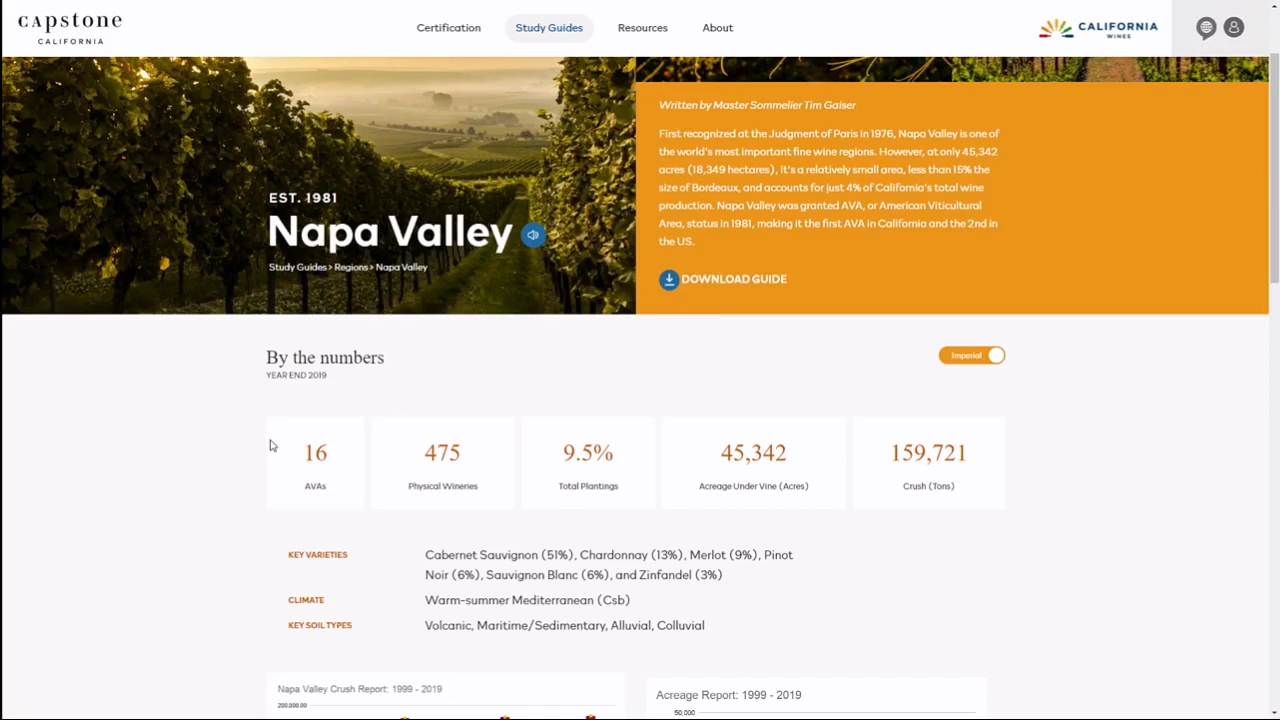 CAPSTONE
CALIFORNIA
Certification
Study Guides
Resources
About
CALIFORNIA
WINES
EST. 1981
Napa Valley
Study Guides > Regions > Napa Valley
Written by Master Sommelier Tim Gaiser
First recognized at the Judgment of Paris in 1976, Napa Valley is one of
the world's most important fine wine regions. However, at only 45,342
acres (18,349 hectares), it's a relatively small area, less than 15% the
size of Bordeaux, and accounts for just 4% of California's total wine
production. Napa Valley was granted AVA, or American Viticultural
Area, status in 1981, making it the first AVA in California and the 2nd in
the US.
DOWNLOAD GUIDE
By the numbers
YEAR END 2019
Imperial
16
AVAs
475
Physical Wineries
9.5%
Total Plantings
45,342
Acreage Under Vine (Acres)
159,721
Crush (Tons)
KEY VARIETIES
Cabernet Sauvignon (51%), Chardonnay (13%), Merlot (9%), Pinot
Noir (6%), Sauvignon Blanc (6%), and Zinfandel (3%)
CLIMATE
Warm-summer Mediterranean (Csb)
KEY SOIL TYPES
Volcanic, Maritime/Sedimentary, Alluvial, Colluvial
Napa Valley Crush Report: 1999 - 2019
200,000.00
Acreage Report: 1999 - 2019
50,000